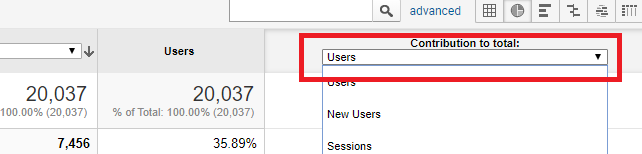 advanced
Users
Contribution to total:
Users
20,037
100.00% (20,037)
20,037
% of Total: 100.00% (20,037)
Users
New Users
7,456
35.89%
Sessions